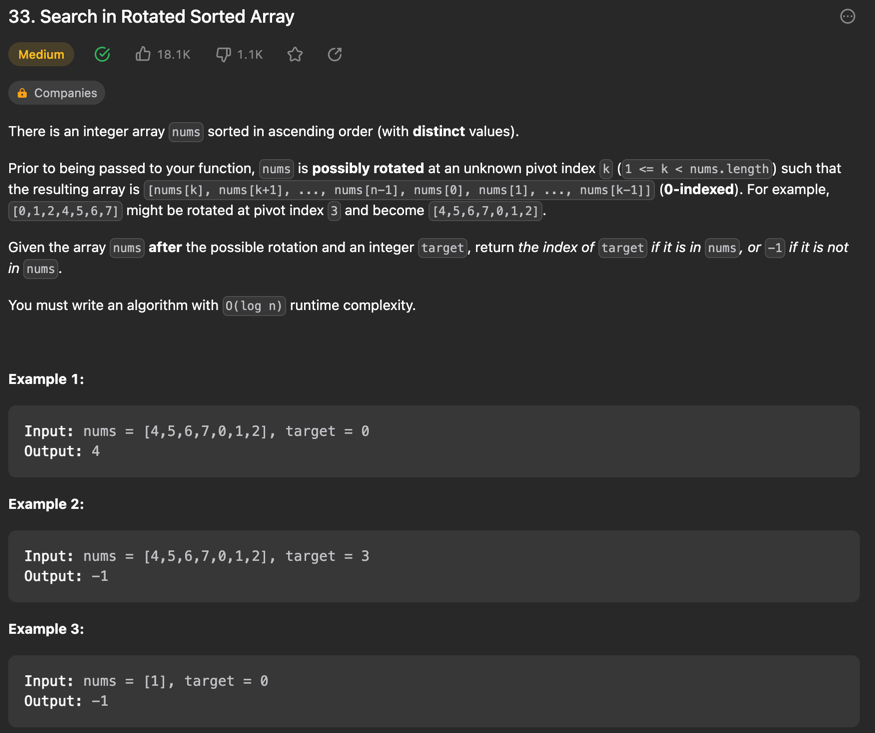 33. Search in Rotated Sorted Array
Medium 18.1K 1.1K
Companies
There is an integer array nums sorted in ascending order (with distinct values).
Prior to being passed to your function, nums is possibly rotated at an unknown pivot index k (1 <= k < nums.length) such that
the resulting array is [nums[k], nums[k+1], ..., nums[n-1], nums[0], nums[1], ..., nums[k-1]] (0-indexed). For example,
[0,1,2,4,5,6,7] might be rotated at pivot index 3 and become [4,5,6,7,0,1,2].
Given the array nums after the possible rotation and an integer target, return the index of target if it is in nums, or -1 if it is not
in nums.
You must write an algorithm with O(log n) runtime complexity.
Example 1:
Input: nums = [4,5,6,7,0,1,2], target = 0
Output: 4
Example 2:
Input: nums = [4,5,6,7,0,1,2], target = 3
Output: -1
Example 3:
Input: nums = [1], target = 0
Output: -1